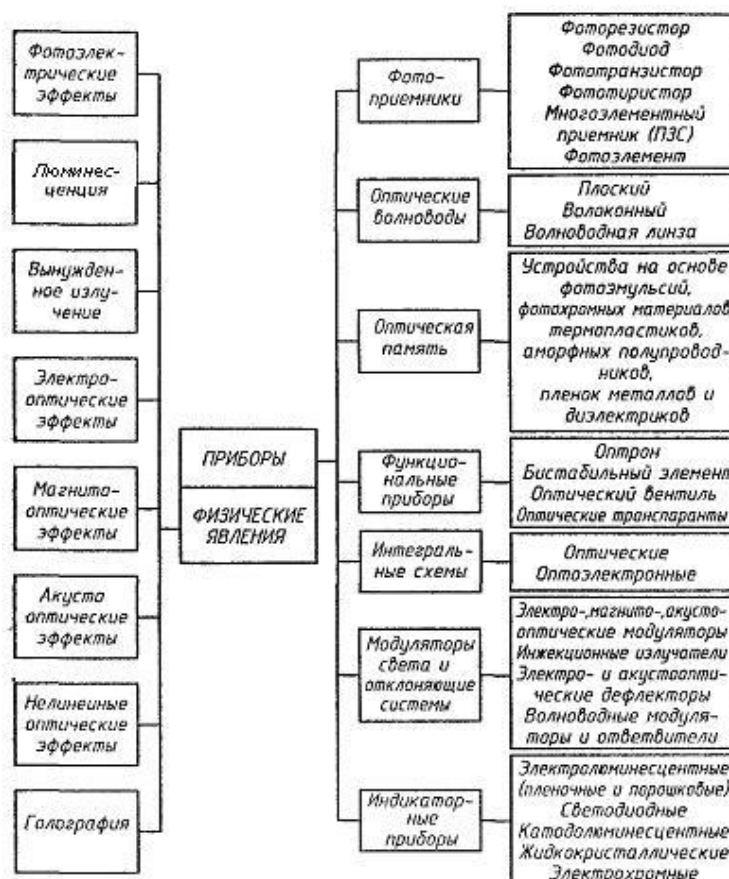 Фотоэлек-
трические
эффекты
Люминес-
ценция
Вынужден-
ное излу-
чение
Электро-
оптические
эффекты
Магнито-
оптические
эффекты
Акусто
оптические
эффекты
Нелинейные
оптические
эффекты
Голография
ПРИБОРЫ
ФИЗИЧЕСКИЕ
ЯВЛЕНИЯ
Фото-
приемники
Фоторезистор
Фотодиод
Фототранзистор
Фототиристор
Многоэлементный
приемник (ПЗС)
Фотоэлемент
Оптические
волноводы
Плоский
Волоконный
Волноводная линза
Оптическая
память
Устройства на основе
фотоэмульсий,
фотохромных материалов
термопластиков,
аморфных полупровод-
ников,
пленок металлов и
диэлектриков
Функцио-
нальные
приборы
Оптрон
Бистабильный элемент
Оптический вентиль
Оптические транспаранты
Интеграль-
ные схемы
Оптические
Оптоэлектронные
Модуляторы
света и
отклоняющие
системы
Электро-,магнито-,акусто-
оптические модуляторы
Инжекционные излучатели
Электро- и акустоопти-
ческие дефлекторы
Волноводные модуля-
торы и ответвители
Индикатор-
ные
приборы
Электролюминесцентные
(пленочные и порошковые)
Светодиодные
Катодолюминесцентные
Жидкокристаллические
Электрохромные